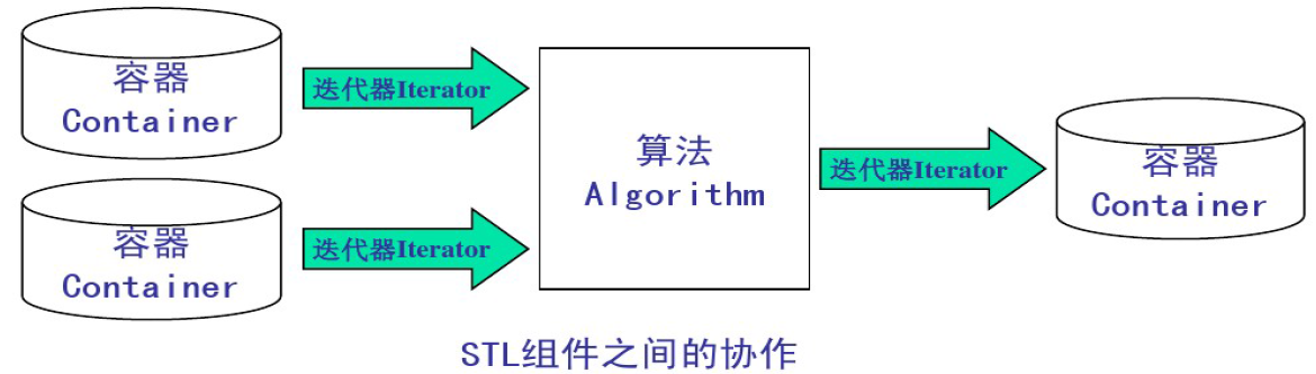 容器
Container
迭代器Iterator
容器
Container
迭代器Iterator
算法
Algorithm
迭代器Iterator
容器
Container
STL组件之间的协作